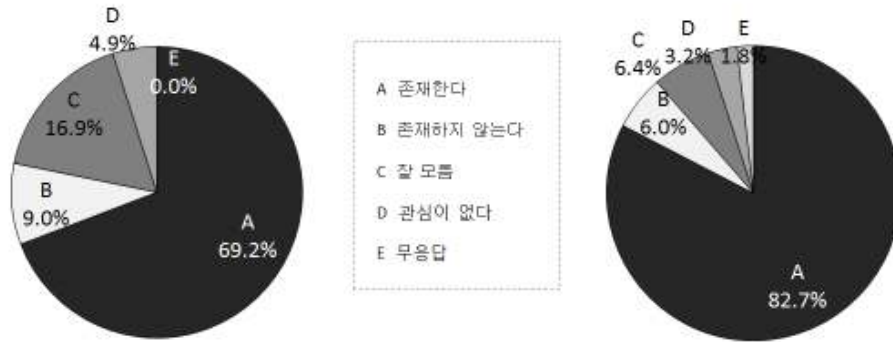 D
4.9%
E
0.0%
C
16.9%
B
9.0%
A
69.2%
A 존재한다
B 존재하지 않는다
C 잘 모름
D 관심이 없다
E 무응답
D
3.2%
E
1.8%
C
6.4%
B
6.0%
A
82.7%